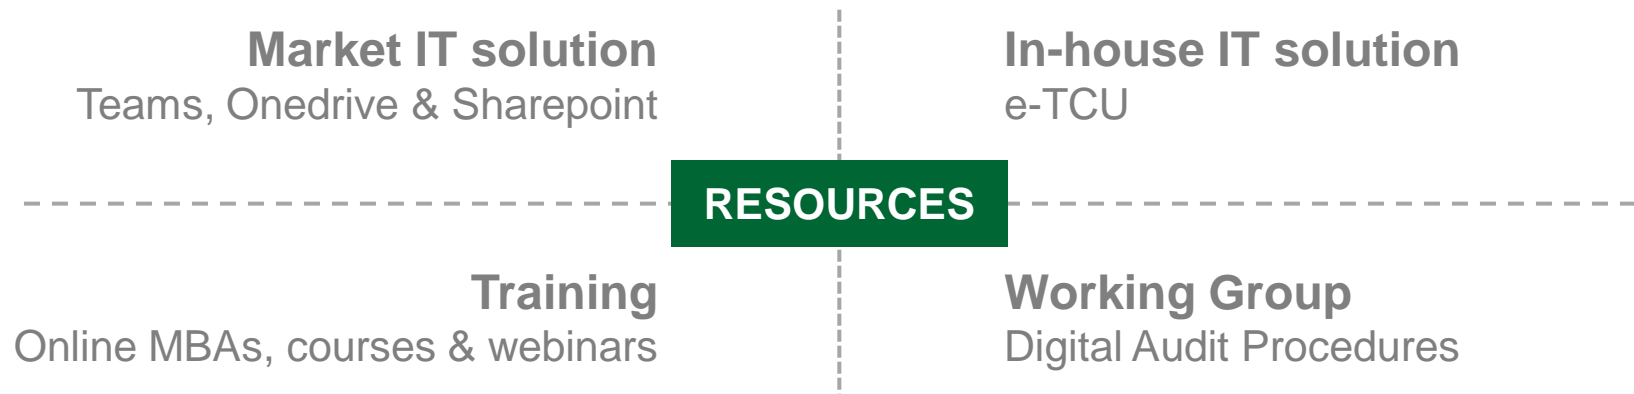 Market IT solution
Teams, Onedrive & Sharepoint
In-house IT solution
e-TCU
RESOURCES
Training
Online MBAs, courses & webinars
Working Group
Digital Audit Procedures